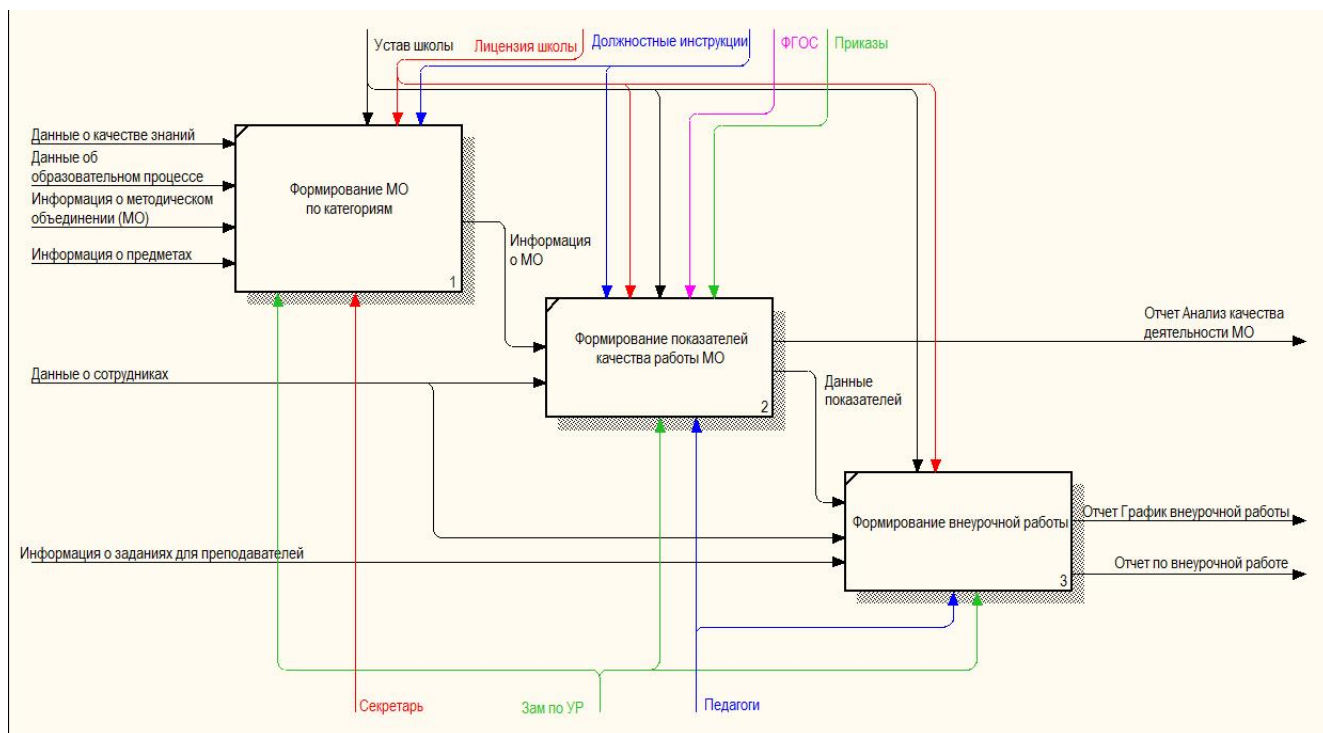 Устав школы
Лицензия школы
Должностные инструкции
ФГОС
Приказы
Данные о качестве знаний
Данные об
образовательном процессе
Информация о методическом
объединении (МО)
Информация о предметах
Формирование МО
по категориям
1
Информация
о МО
Данные о сотрудниках
Формирование показателей
качества работы МО
2
Отчет Анализ качества
деятельности МО
Данные
показателей
Информация о заданиях для преподавателей
Формирование внеурочной работы
3
Отчет График внеурочной работы
Отчет по внеурочной работе
Секретарь
Зам по УР
Педагоги